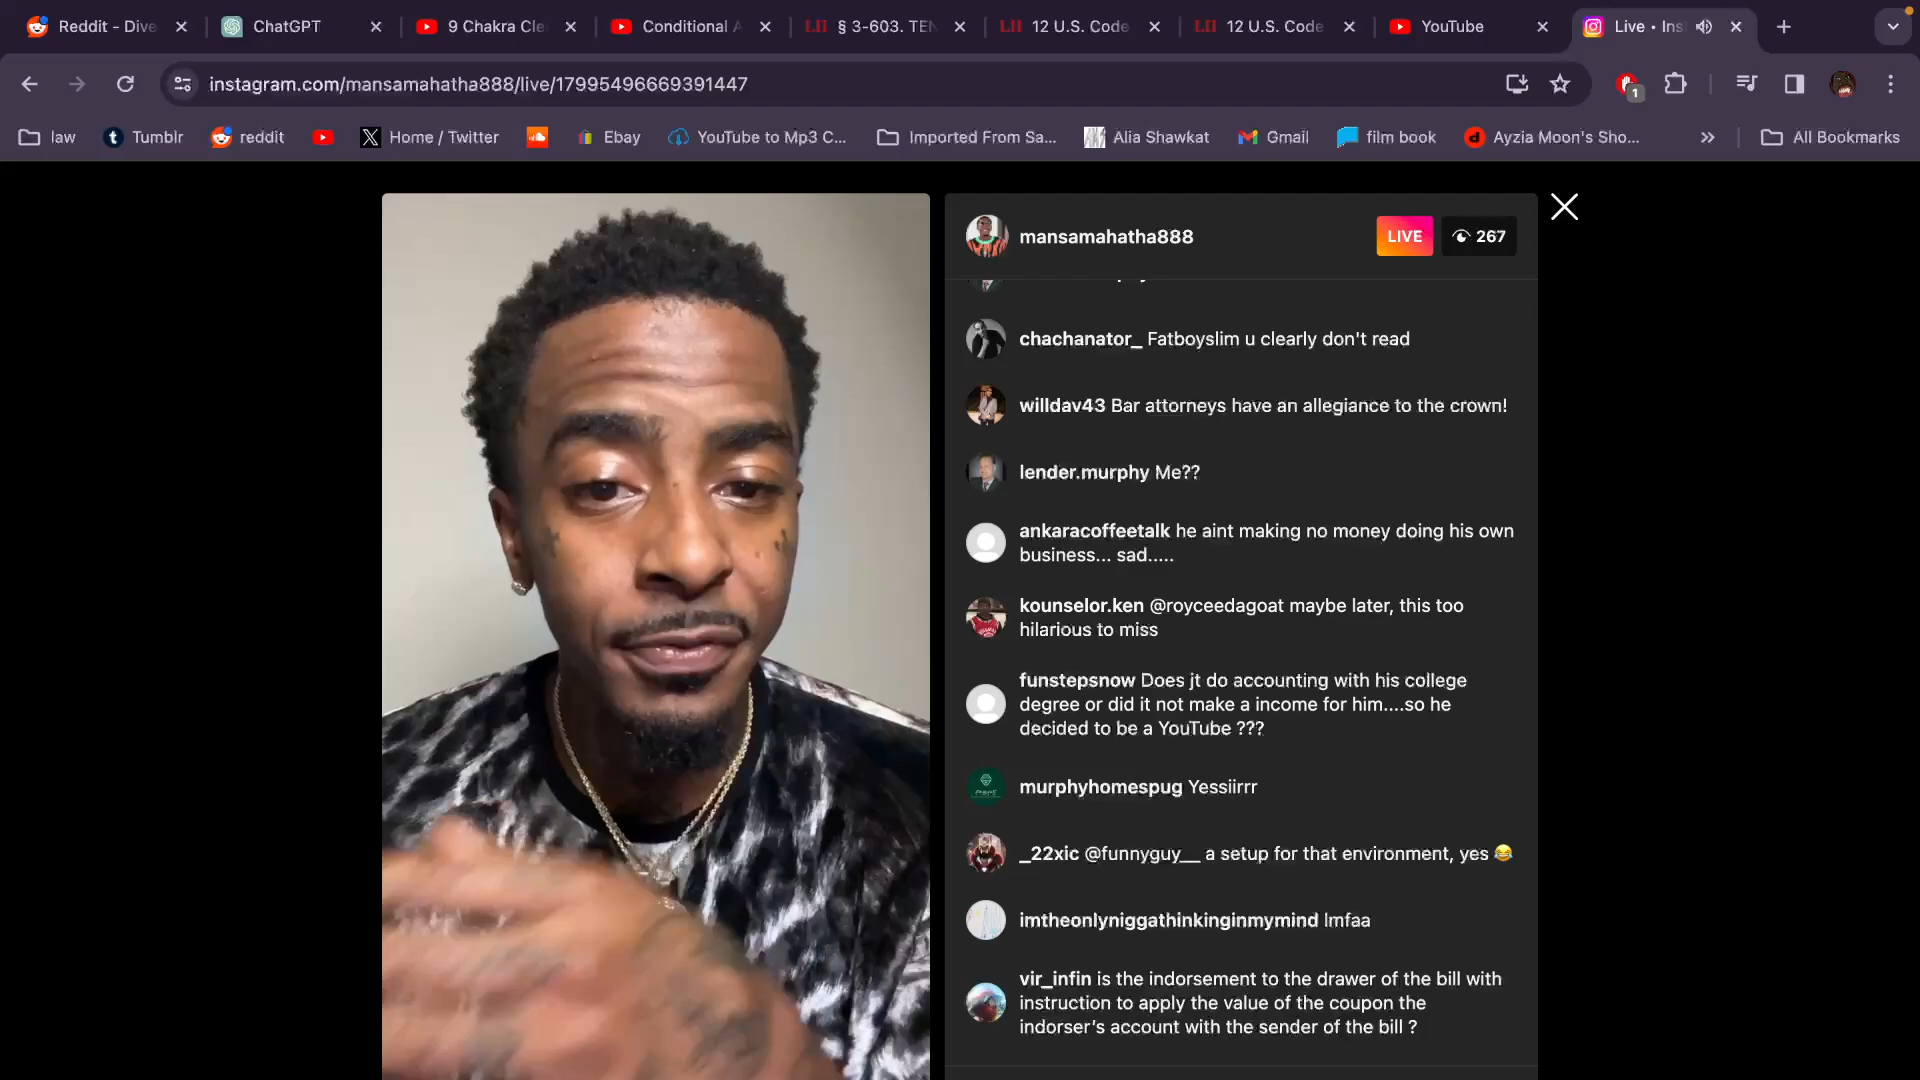 Reddit - Dive
ChatGPT
9 Chakra Cle
Conditional A
LII § 3-603. TEN
LII 12 U.S. Code
LII 12 U.S. Code
YouTube
Live • Ins
instagram.com/mansamahatha888/live/17995496669391447
1
law
Tumblr
reddit
Home / Twitter
Ebay
YouTube to Mp3 C...
Imported From Sa...
Alia Shawkat
Gmail
film book
Ayzia Moon's Sho...
All Bookmarks
mansamahatha888
LIVE
267
chachanator_ Fatboyslim u clearly don't read
willdav43 Bar attorneys have an allegiance to the crown!
lender.murphy Me??
ankaracoffeetalk he aint making no money doing his own
business... sad.....
kounselor.ken @royceedagoat maybe later, this too
hilarious to miss
funstepsnow Does jt do accounting with his college
degree or did it not make a income for him....so he
decided to be a YouTube ???
murphyhomespug Yessiirrr
_22xic @funnyguy__ a setup for that environment, yes 😂
imtheonlyniggathinkinginmymind lmfaa
vir_infin is the indorsement to the drawer of the bill with
instruction to apply the value of the coupon the
indorser's account with the sender of the bill ?